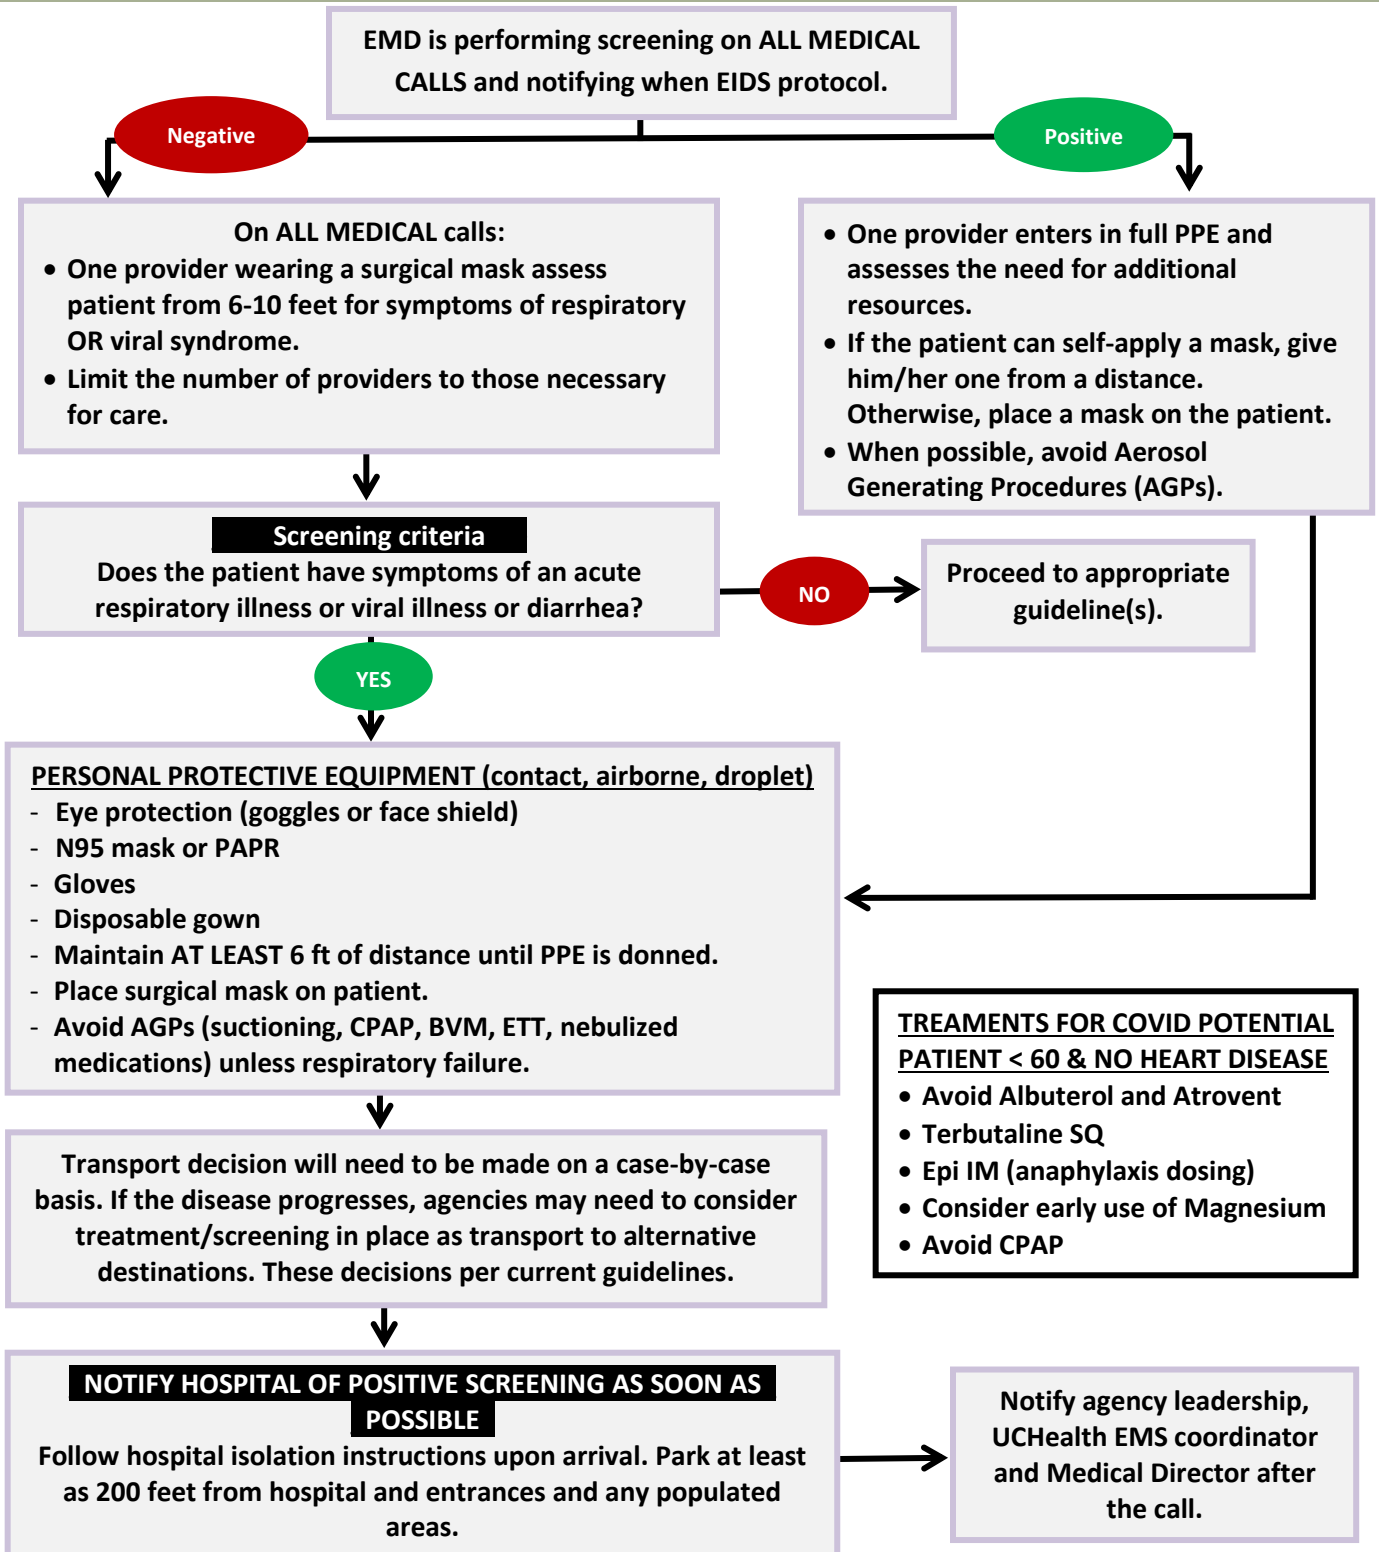 EMD is performing screening on ALL MEDICAL
CALLS and notifying when EIDS protocol.
Negative
Positive
On ALL MEDICAL calls:
• One provider wearing a surgical mask assess
patient from 6-10 feet for symptoms of respiratory
OR viral syndrome.
• Limit the number of providers to those necessary
for care.
• One provider enters in full PPE and
assesses the need for additional
resources.
• If the patient can self-apply a mask, give
him/her one from a distance.
Otherwise, place a mask on the patient.
• When possible, avoid Aerosol
Generating Procedures (AGPs).
Screening criteria
Does the patient have symptoms of an acute
respiratory illness or viral illness or diarrhea?
NO
Proceed to appropriate
guideline(s).
YES
PERSONAL PROTECTIVE EQUIPMENT (contact, airborne, droplet)
- Eye protection (goggles or face shield)
- N95 mask or PAPR
- Gloves
- Disposable gown
- Maintain AT LEAST 6 ft of distance until PPE is donned.
- Place surgical mask on patient.
- Avoid AGPs (suctioning, CPAP, BVM, ETT, nebulized
medications) unless respiratory failure.
TREAMENTS FOR COVID POTENTIAL
PATIENT < 60 & NO HEART DISEASE
• Avoid Albuterol and Atrovent
• Terbutaline SQ
• Epi IM (anaphylaxis dosing)
• Consider early use of Magnesium
• Avoid CPAP
Transport decision will need to be made on a case-by-case
basis. If the disease progresses, agencies may need to consider
treatment/screening in place as transport to alternative
destinations. These decisions per current guidelines.
NOTIFY HOSPITAL OF POSITIVE SCREENING AS SOON AS
POSSIBLE
Follow hospital isolation instructions upon arrival. Park at least
as 200 feet from hospital and entrances and any populated
areas.
Notify agency leadership,
UCHealth EMS coordinator
and Medical Director after
the call.